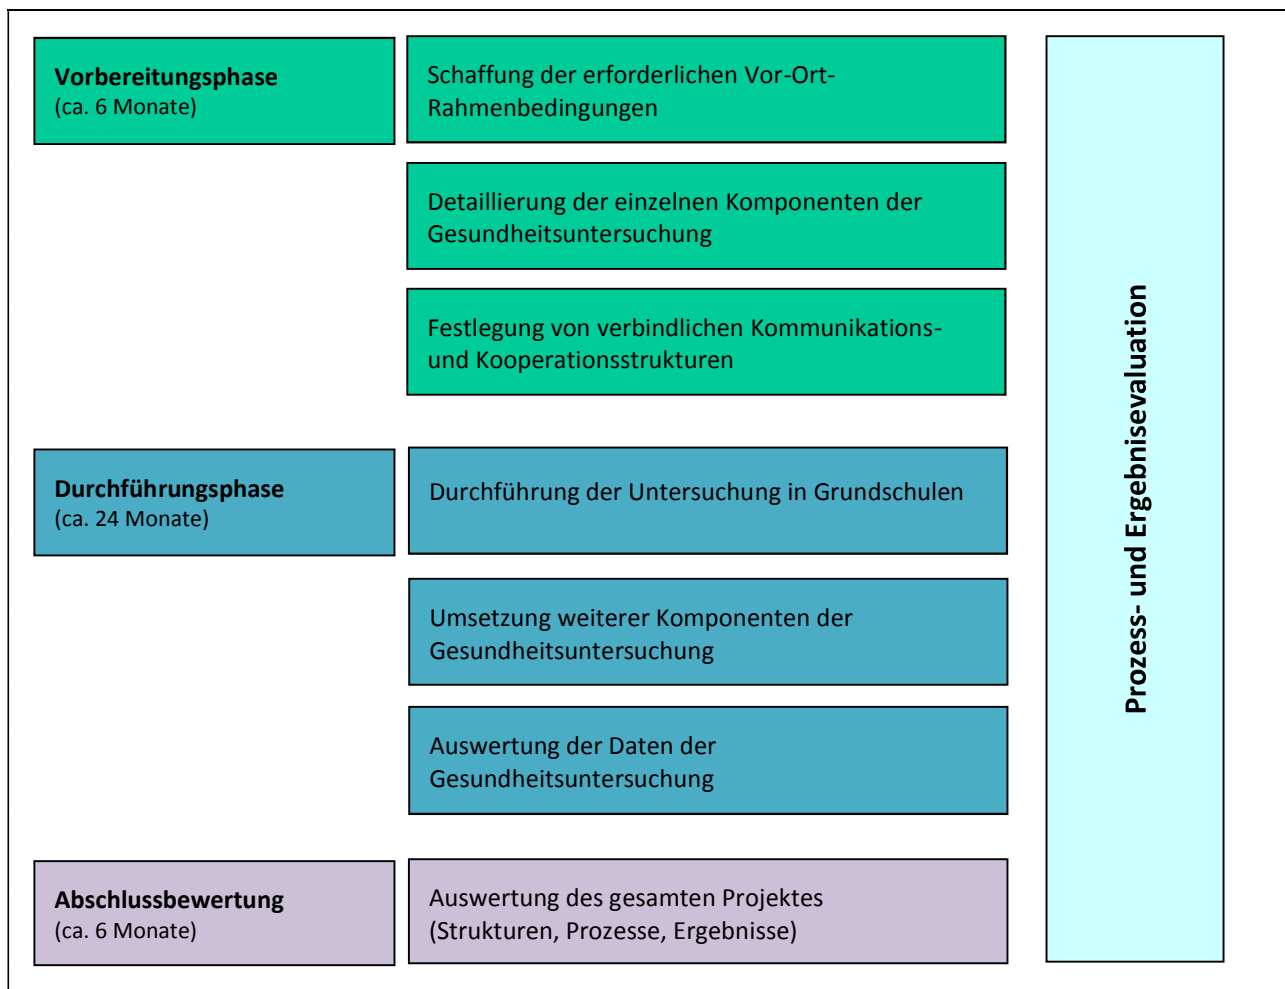 Vorbereitungsphase
(ca. 6 Monate)
Schaffung der erforderlichen Vor-Ort-
Rahmenbedingungen
Detaillierung der einzelnen Komponenten der
Gesundheitsuntersuchung
Festlegung von verbindlichen Kommunikations-
und Kooperationsstrukturen
Durchführungsphase
(ca. 24 Monate)
Durchführung der Untersuchung in Grundschulen
Umsetzung weiterer Komponenten der
Gesundheitsuntersuchung
Auswertung der Daten der
Gesundheitsuntersuchung
Abschlussbewertung
(ca. 6 Monate)
Auswertung des gesamten Projektes
(Strukturen, Prozesse, Ergebnisse)
Prozess- und Ergebnisevaluation